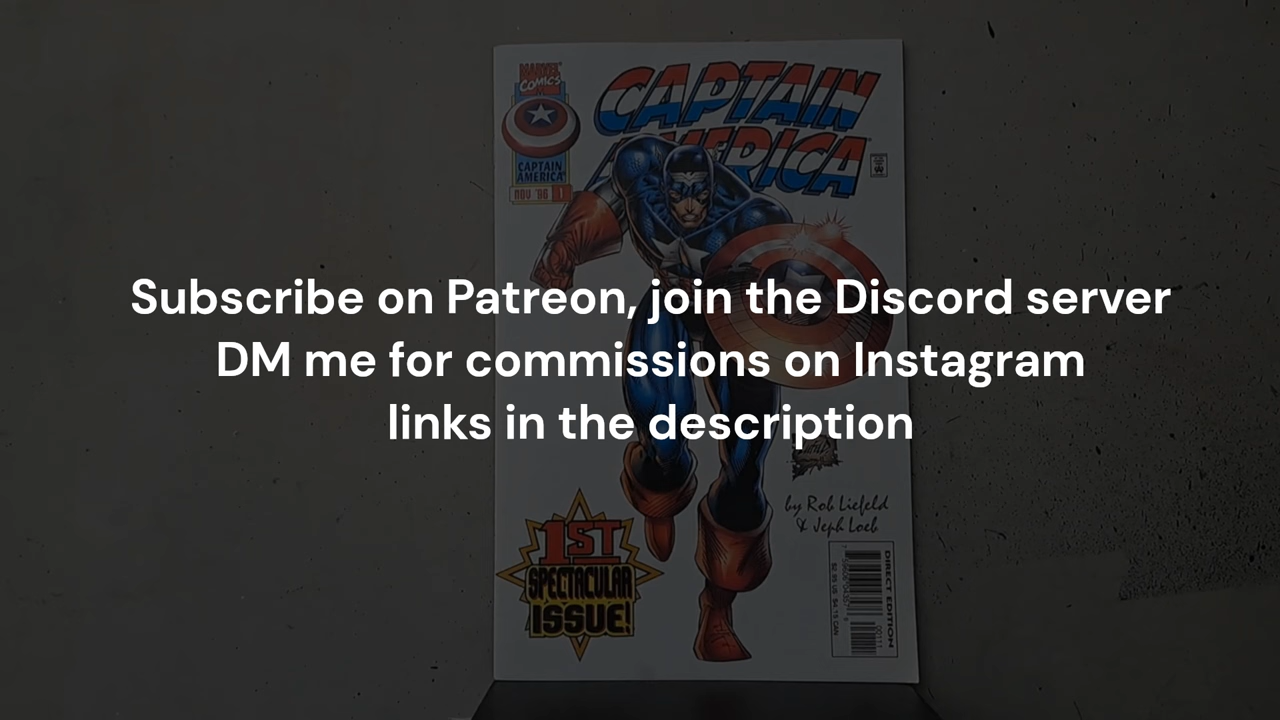 MARVEL
COMICS
CAPTAIN
AMERICA
CAPTAIN
AMERICA
NOV '96 1
Subscribe on Patreon, join the Discord server
DM me for commissions on Instagram
links in the description
by Rob Liefeld
& Jeph Loeb
1ST
SPECTACULAR
ISSUE!
DIRECT EDITION
00111